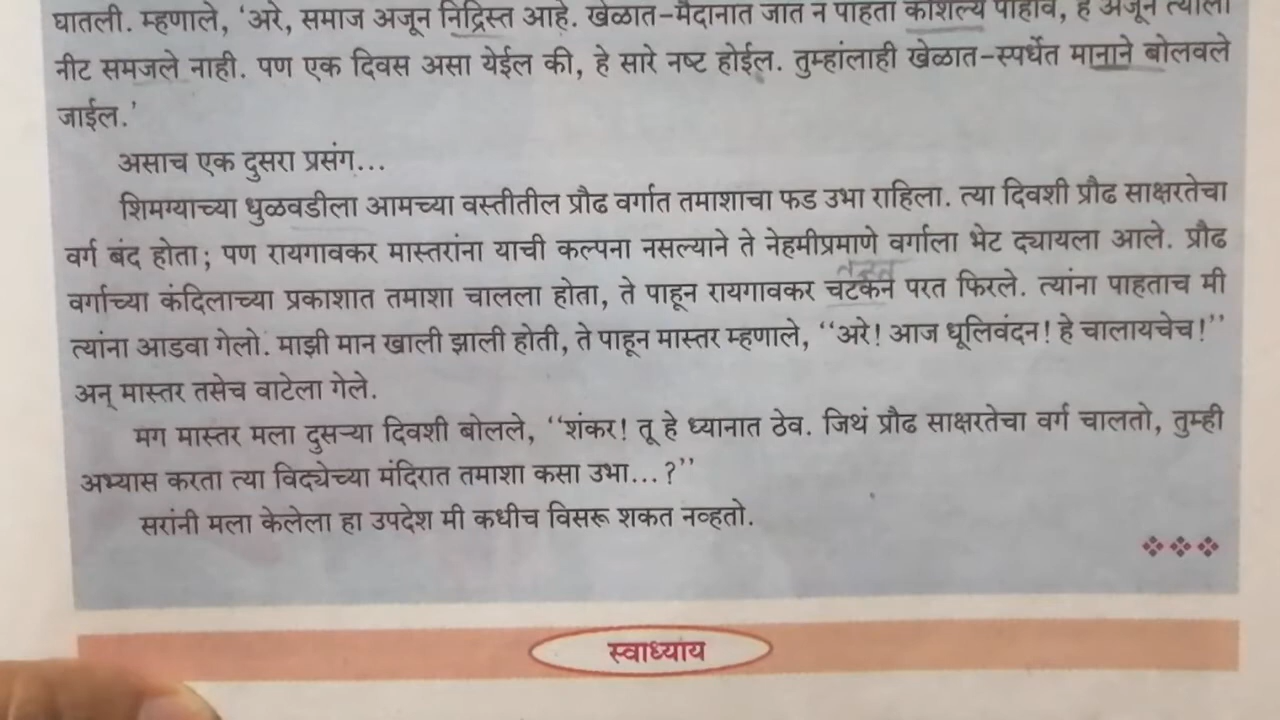 घातली. म्हणाले, ‘अरे, समाज अजून निद्रिस्त आहे. खेळात-मैदानात जात न पाहता कौशल्य पाहावे, हे अजून त्याला
नीट समजले नाही. पण एक दिवस असा येईल की, हे सारे नष्ट होईल. तुम्हांलाही खेळात-स्पर्धेत मानाने बोलवले
जाईल.’
असाच एक दुसरा प्रसंग...
शिमग्याच्या धुळवडीला आमच्या वस्तीतील प्रौढ वर्गात तमाशाचा फड उभा राहिला. त्या दिवशी प्रौढ साक्षरतेचा
वर्ग बंद होता; पण रायगावकर मास्तरांना याची कल्पना नसल्याने ते नेहमीप्रमाणे वर्गाला भेट द्यायला आले. प्रौढ
वर्गाच्या कंदिलाच्या प्रकाशात तमाशा चालला होता, ते पाहून रायगावकर चटकन परत फिरले. त्यांना पाहताच मी
त्यांना आडवा गेलो. माझी मान खाली झाली होती, ते पाहून मास्तर म्हणाले, ‘‘अरे! आज धूलिवंदन! हे चालायचेच!’’
अन् मास्तर तसेच वाटेला गेले.
मग मास्तर मला दुसऱ्या दिवशी बोलले, ‘‘शंकर! तू हे ध्यानात ठेव. जिथं प्रौढ साक्षरतेचा वर्ग चालतो, तुम्ही
अभ्यास करता त्या विद्येच्या मंदिरात तमाशा कसा उभा...?’’
सरांनी मला केलेला हा उपदेश मी कधीच विसरू शकत नव्हतो.
स्वाध्याय